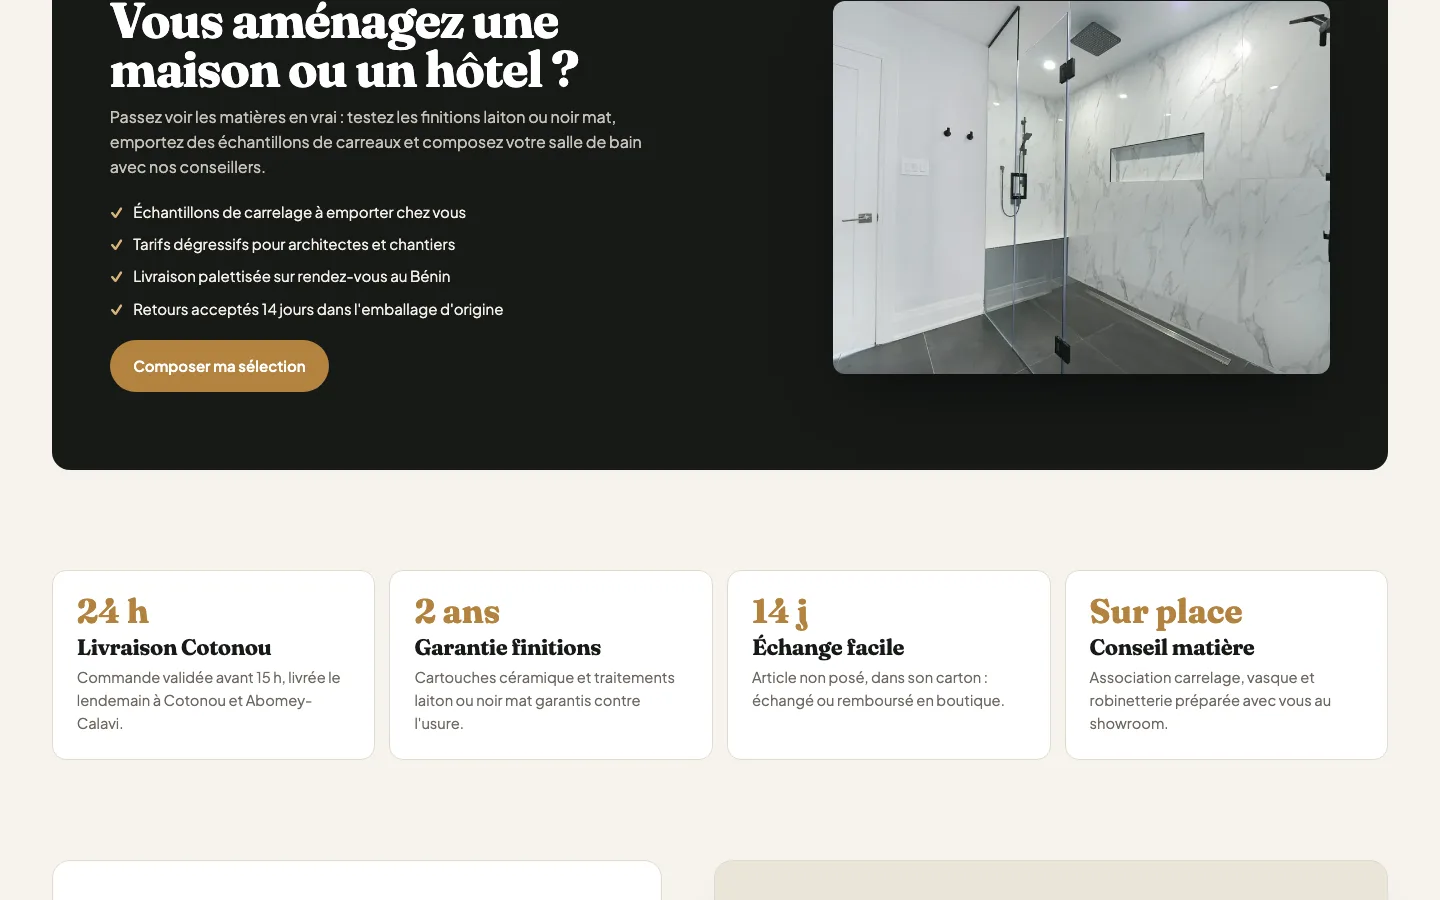 Vous aménagez une
maison ou un hôtel ?
Passez voir les matières en vrai : testez les finitions laiton ou noir mat,
emportez des échantillons de carreaux et composez votre salle de bain
avec nos conseillers.
Échantillons de carrelage à emporter chez vous
Tarifs dégressifs pour architectes et chantiers
Livraison palettisée sur rendez-vous au Bénin
Retours acceptés 14 jours dans l'emballage d'origine
Composer ma sélection
24 h
Livraison Cotonou
Commande validée avant 15 h, livrée le
lendemain à Cotonou et Abomey-
Calavi.
2 ans
Garantie finitions
Cartouches céramique et traitements
laiton ou noir mat garantis contre
l'usure.
14 j
Échange facile
Article non posé, dans son carton :
échangé ou remboursé en boutique.
Sur place
Conseil matière
Association carrelage, vasque et
robinetterie préparée avec vous au
showroom.